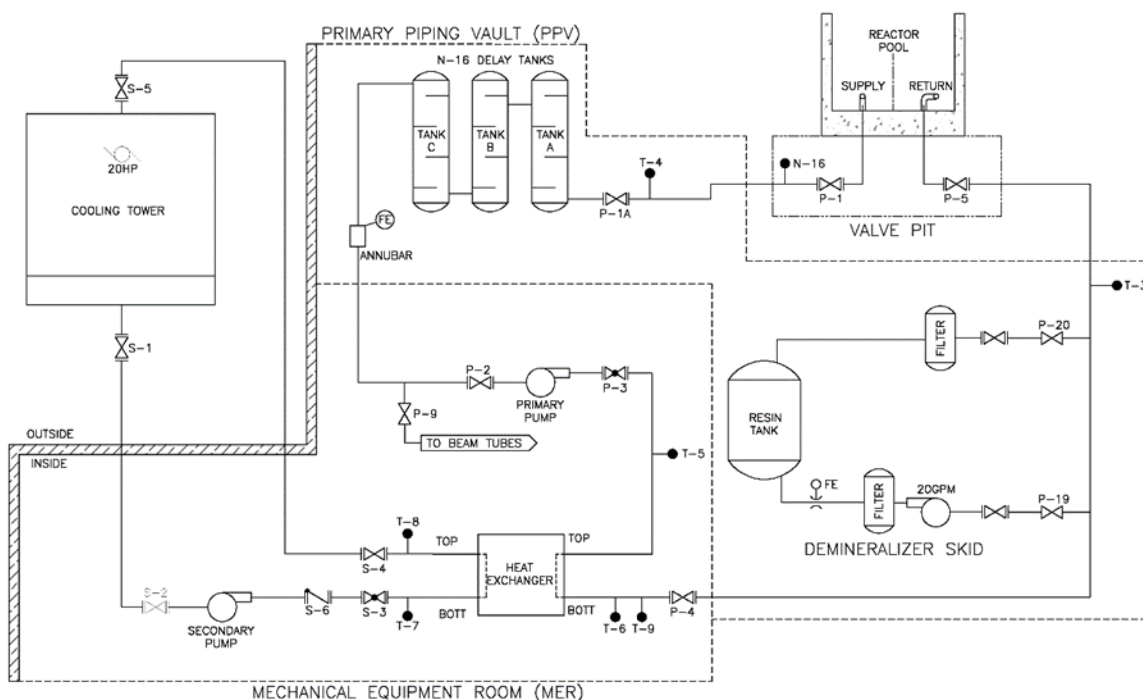 PRIMARY PIPING VAULT (PPV)
N-16 DELAY TANKS
REACTOR
POOL
SUPPLY
RETURN
S-5
TANK
C
TANK
B
TANK
A
20HP
COOLING TOWER
T-4
N-16
P-1A
P-1
P-5
VALVE PIT
FE
ANNUBAR
T-3
S-1
P-20
FILTER
P-2
P-3
PRIMARY
PUMP
P-9
TO BEAM TUBES
RESIN
TANK
OUTSIDE
INSIDE
T-5
FE
FILTER
20GPM
P-19
DEMINERALIZER SKID
T-8
TOP
TOP
S-4
HEAT
EXCHANGER
S-2
S-6
S-3
BOTT
BOTT
P-4
T-7
T-6
T-9
SECONDARY
PUMP
MECHANICAL EQUIPMENT ROOM (MER)